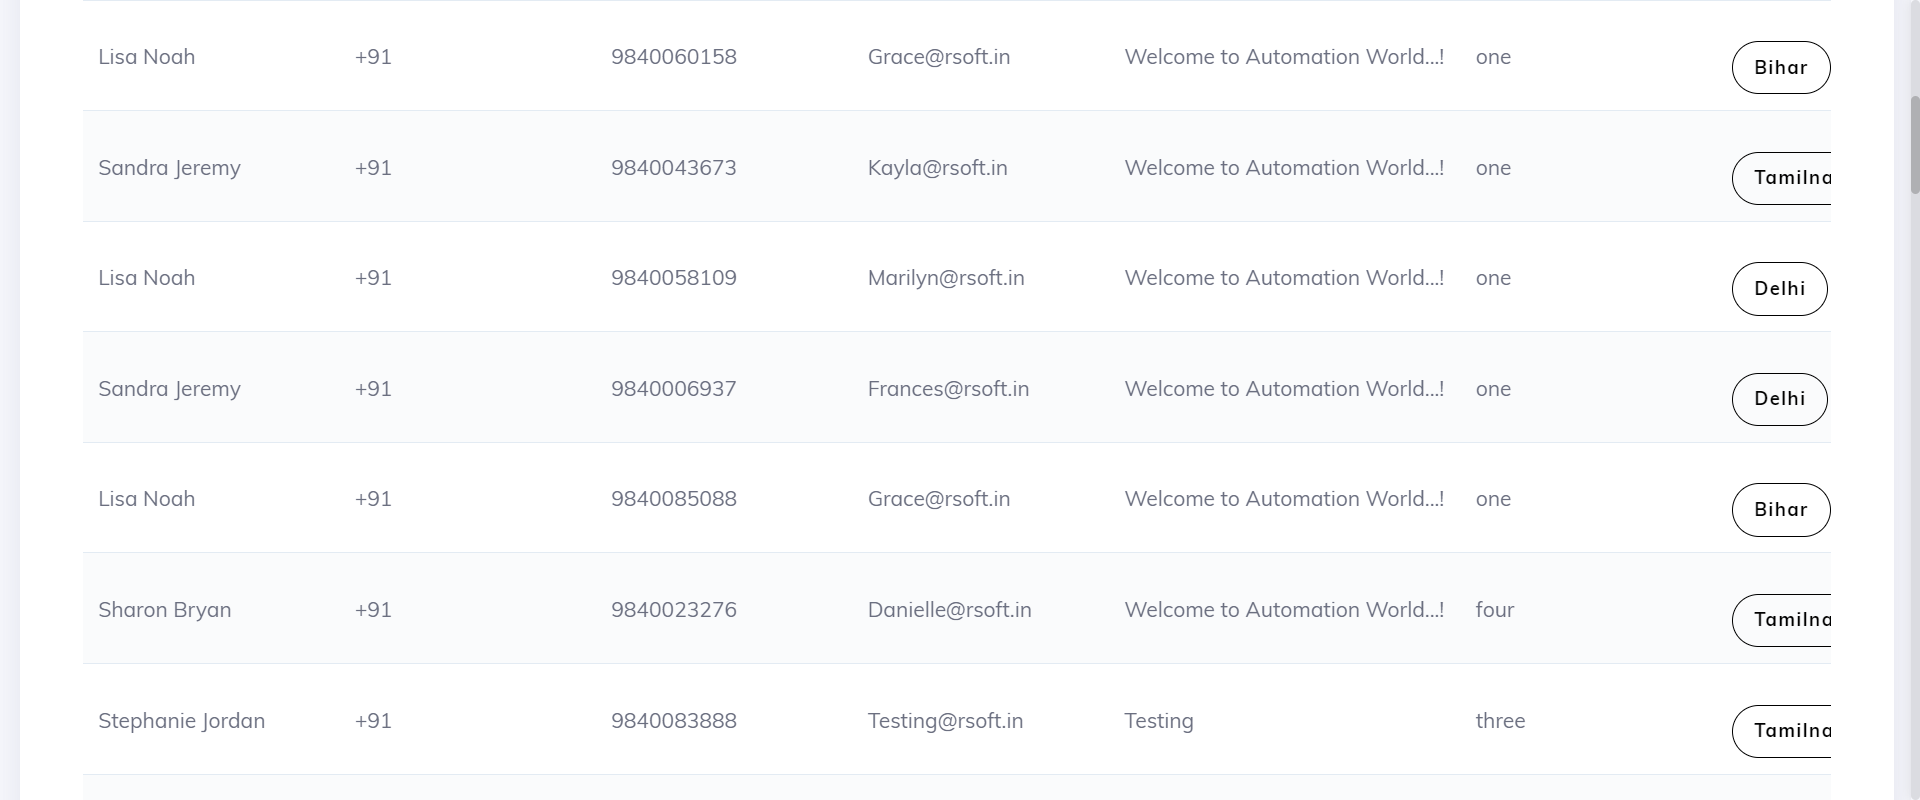 Lisa Noah +91 9840060158 Grace@rsoft.in Welcome to Automation World...! one Bihar
Sandra Jeremy +91 9840043673 Kayla@rsoft.in Welcome to Automation World...! one Tamilna
Lisa Noah +91 9840058109 Marilyn@rsoft.in Welcome to Automation World...! one Delhi
Sandra Jeremy +91 9840006937 Frances@rsoft.in Welcome to Automation World...! one Delhi
Lisa Noah +91 9840085088 Grace@rsoft.in Welcome to Automation World...! one Bihar
Sharon Bryan +91 9840023276 Danielle@rsoft.in Welcome to Automation World...! four Tamilna
Stephanie Jordan +91 9840083888 Testing@rsoft.in Testing three Tamilna